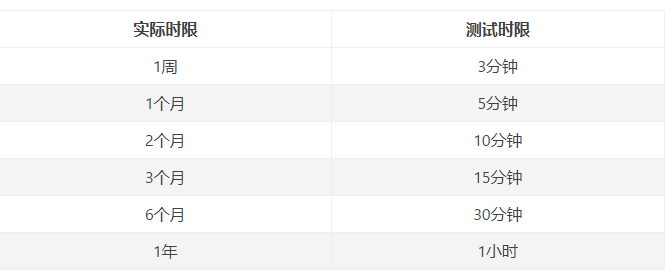 实际时限 测试时限
1周 3分钟
1个月 5分钟
2个月 10分钟
3个月 15分钟
6个月 30分钟
1年 1小时